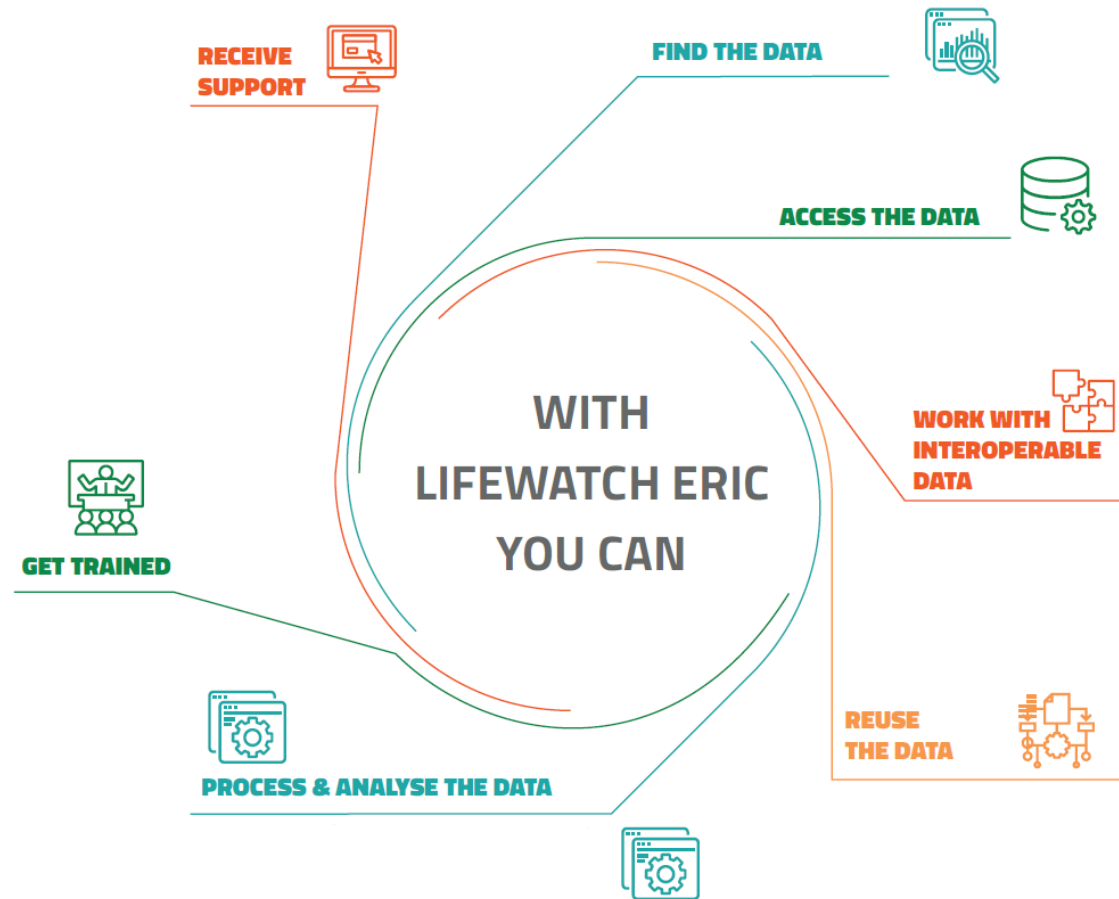 RECEIVE
SUPPORT
FIND THE DATA
ACCESS THE DATA
WITH
LIFEWATCH ERIC
YOU CAN
WORK WITH
INTEROPERABLE
DATA
GET TRAINED
REUSE
THE DATA
PROCESS & ANALYSE THE DATA